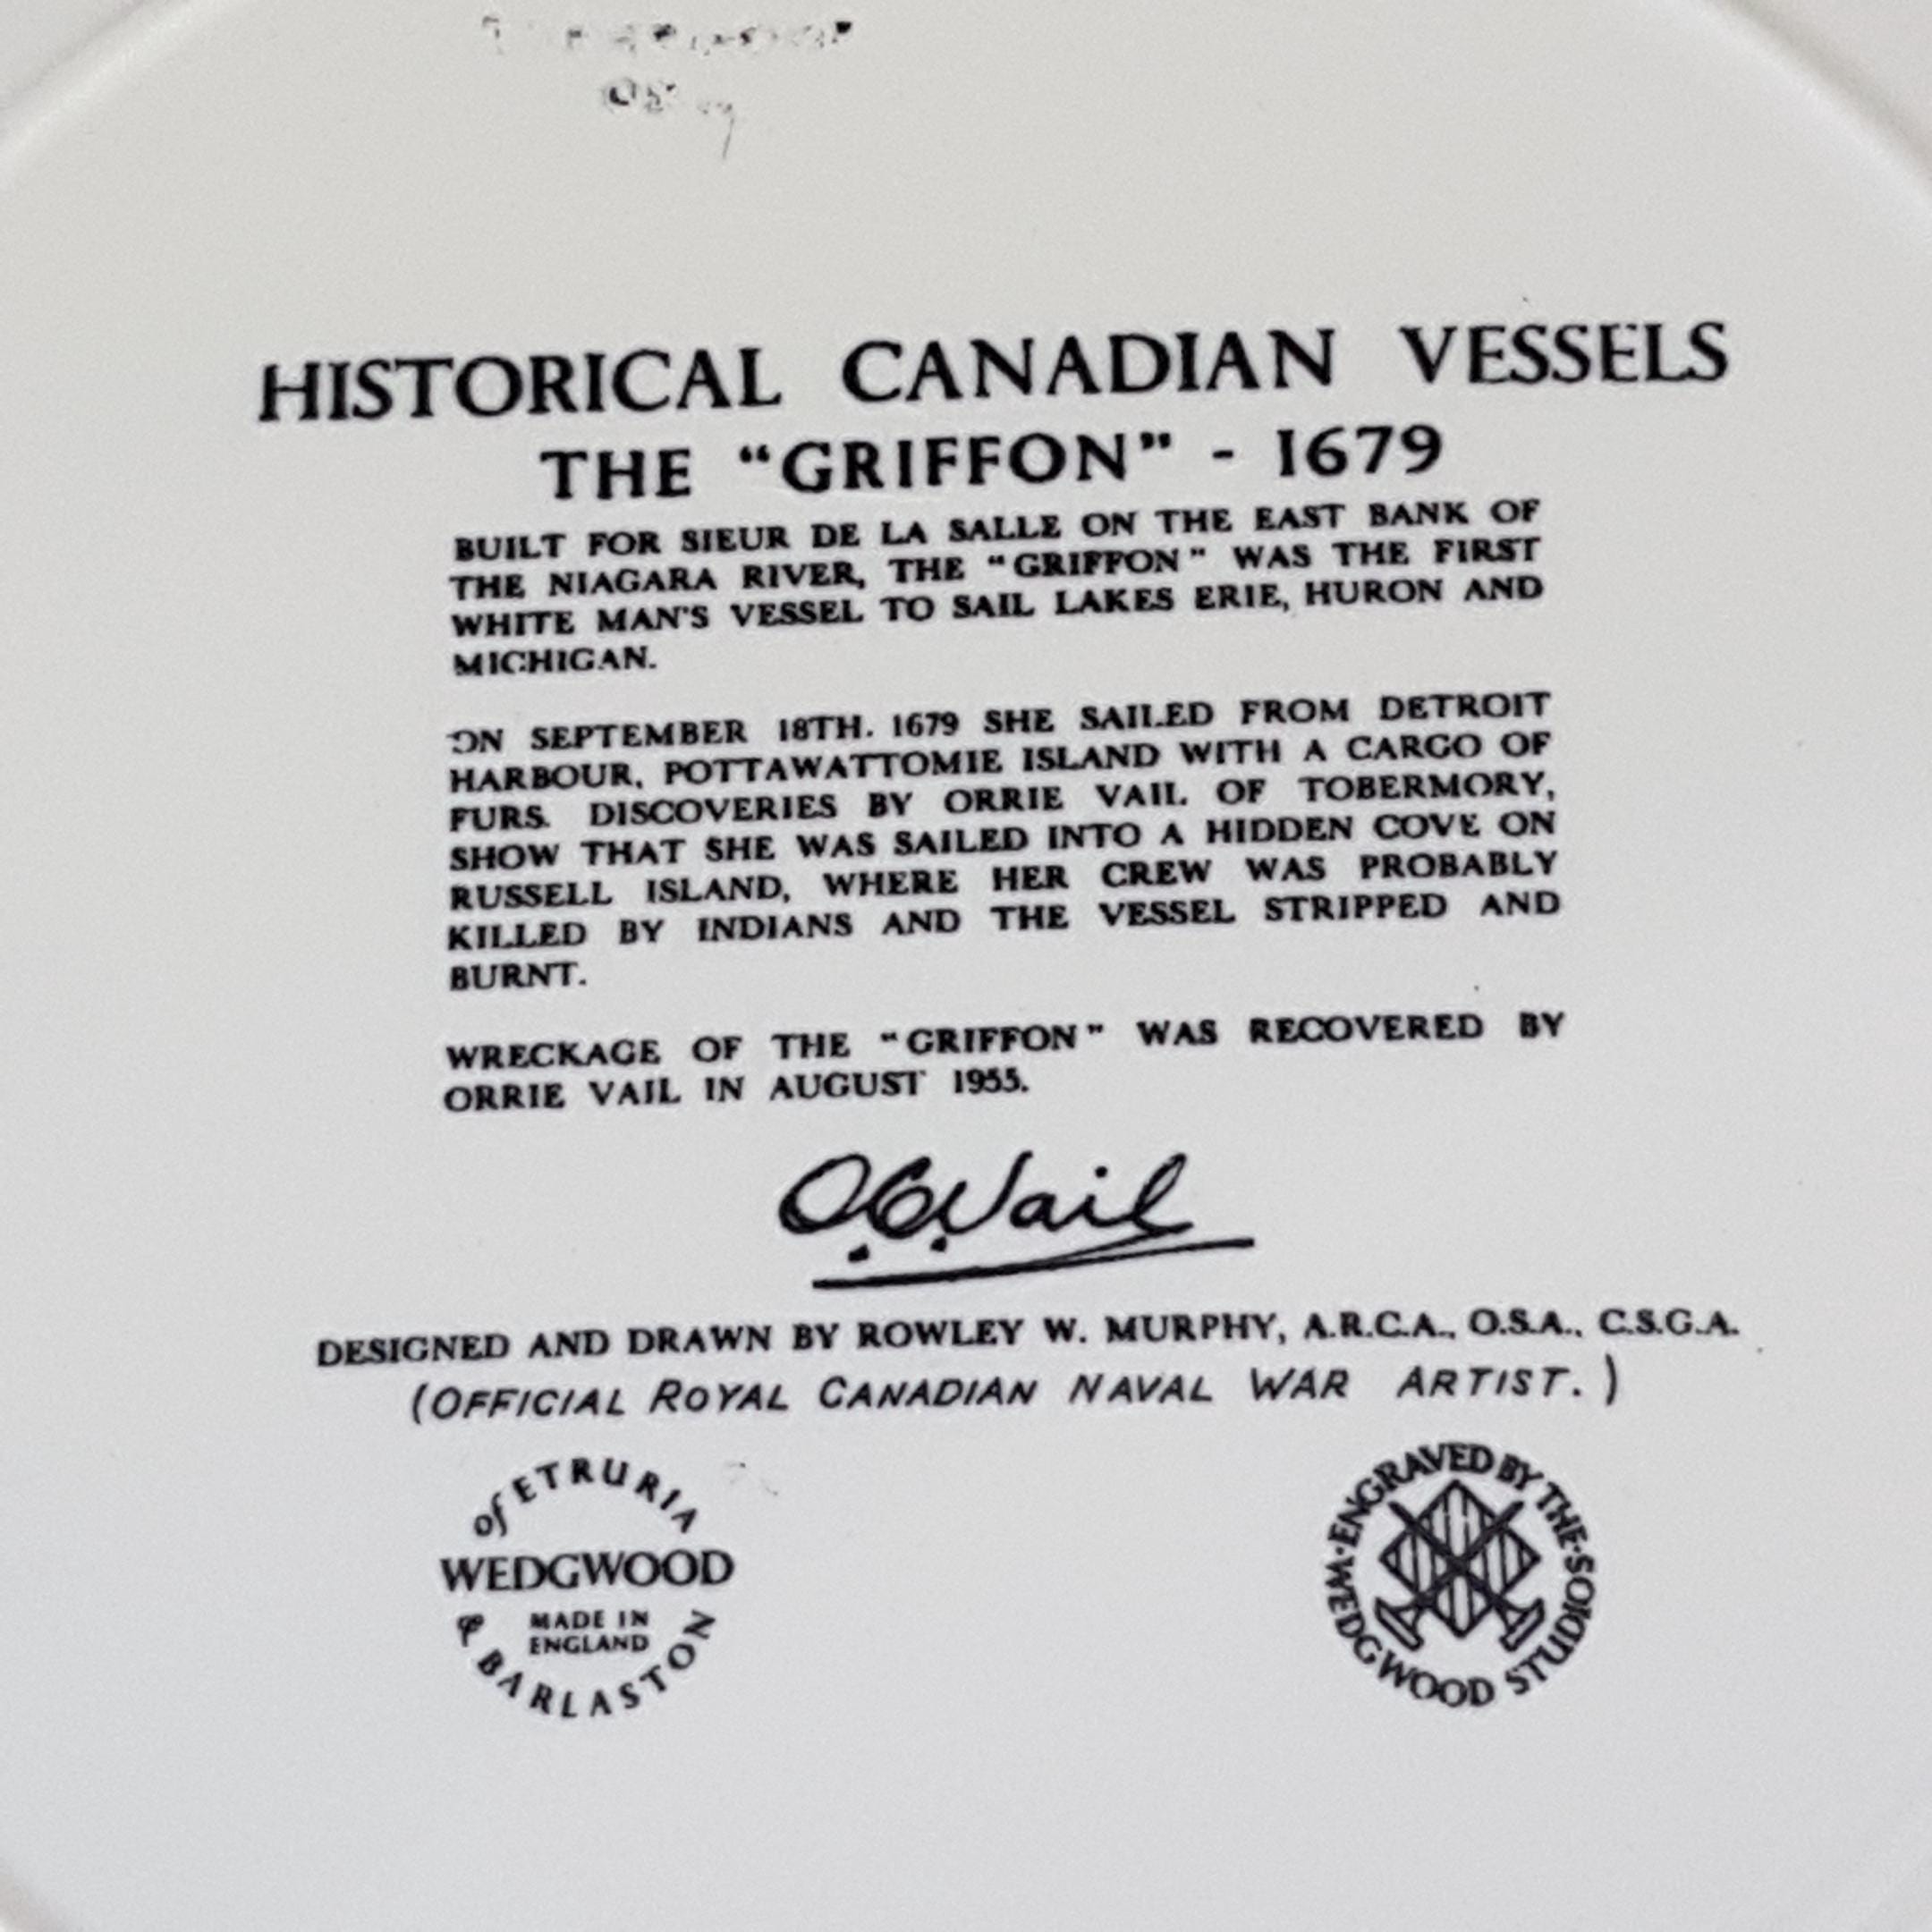 HISTORICAL CANADIAN VESSELS
THE "GRIFFON" - 1679
BUILT FOR SIEUR DE LA SALLE ON THE EAST BANK OF
THE NIAGARA RIVER, THE "GRIFFON" WAS THE FIRST
WHITE MAN'S VESSEL TO SAIL LAKES ERIE, HURON AND
MICHIGAN.
ON SEPTEMBER 18TH. 1679 SHE SAILED FROM DETROIT
HARBOUR, POTTAWATTOMIE ISLAND WITH A CARGO OF
FURS. DISCOVERIES BY ORRIE VAIL OF TOBERMORY,
SHOW THAT SHE WAS SAILED INTO A HIDDEN COVE ON
RUSSELL ISLAND, WHERE HER CREW WAS PROBABLY
KILLED BY INDIANS AND THE VESSEL STRIPPED AND
BURNT.
WRECKAGE OF THE "GRIFFON" WAS RECOVERED BY
ORRIE VAIL IN AUGUST 1955.
O.C. Vail
DESIGNED AND DRAWN BY ROWLEY W. MURPHY, A.R.C.A., O.S.A., C.S.G.A.
(OFFICIAL ROYAL CANADIAN NAVAL WAR ARTIST.)
of ETRURIA
WEDGWOOD
MADE IN
ENGLAND
& BARLASTON
ENGRAVED BY THE·STUDIOS
WEDGWOOD